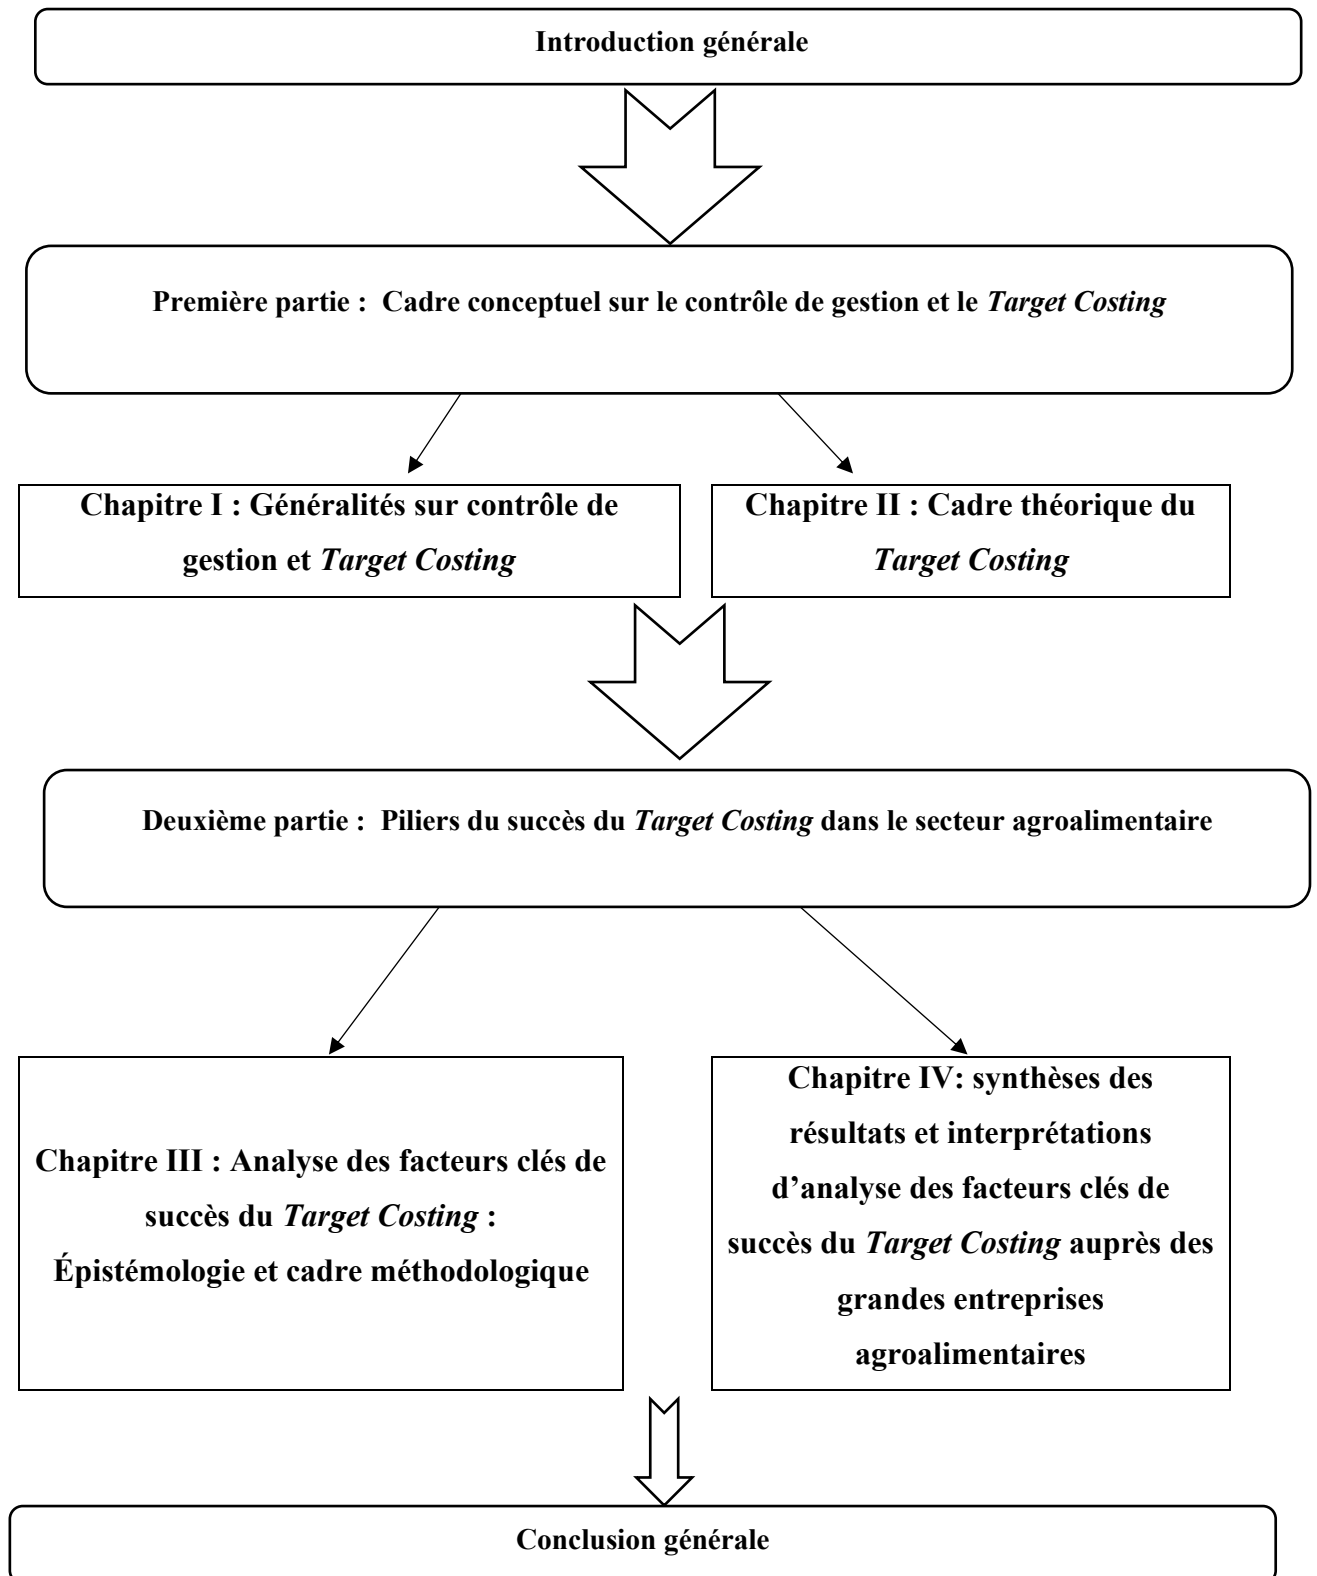 Introduction générale
Première partie :  Cadre conceptuel sur le contrôle de gestion et le Target Costing
Chapitre I : Généralités sur contrôle de
gestion et Target Costing
Chapitre II : Cadre théorique du
Target Costing
Deuxième partie :  Piliers du succès du Target Costing dans le secteur agroalimentaire
Chapitre III : Analyse des facteurs clés de
succès du Target Costing :
Épistémologie et cadre méthodologique
Chapitre IV: synthèses des
résultats et interprétations
d’analyse des facteurs clés de
succès du Target Costing auprès des
grandes entreprises
agroalimentaires
Conclusion générale